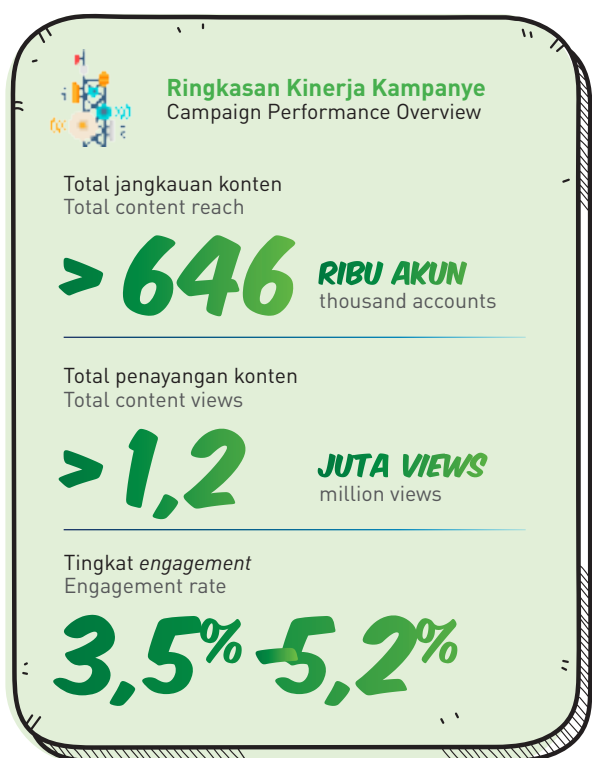 Ringkasan Kinerja Kampanye
Campaign Performance Overview
Total jangkauan konten
Total content reach
> 646 RIBU AKUN
thousand accounts
Total penayangan konten
Total content views
> 1,2 JUTA VIEWS
million views
Tingkat engagement
Engagement rate
3,5% - 5,2%